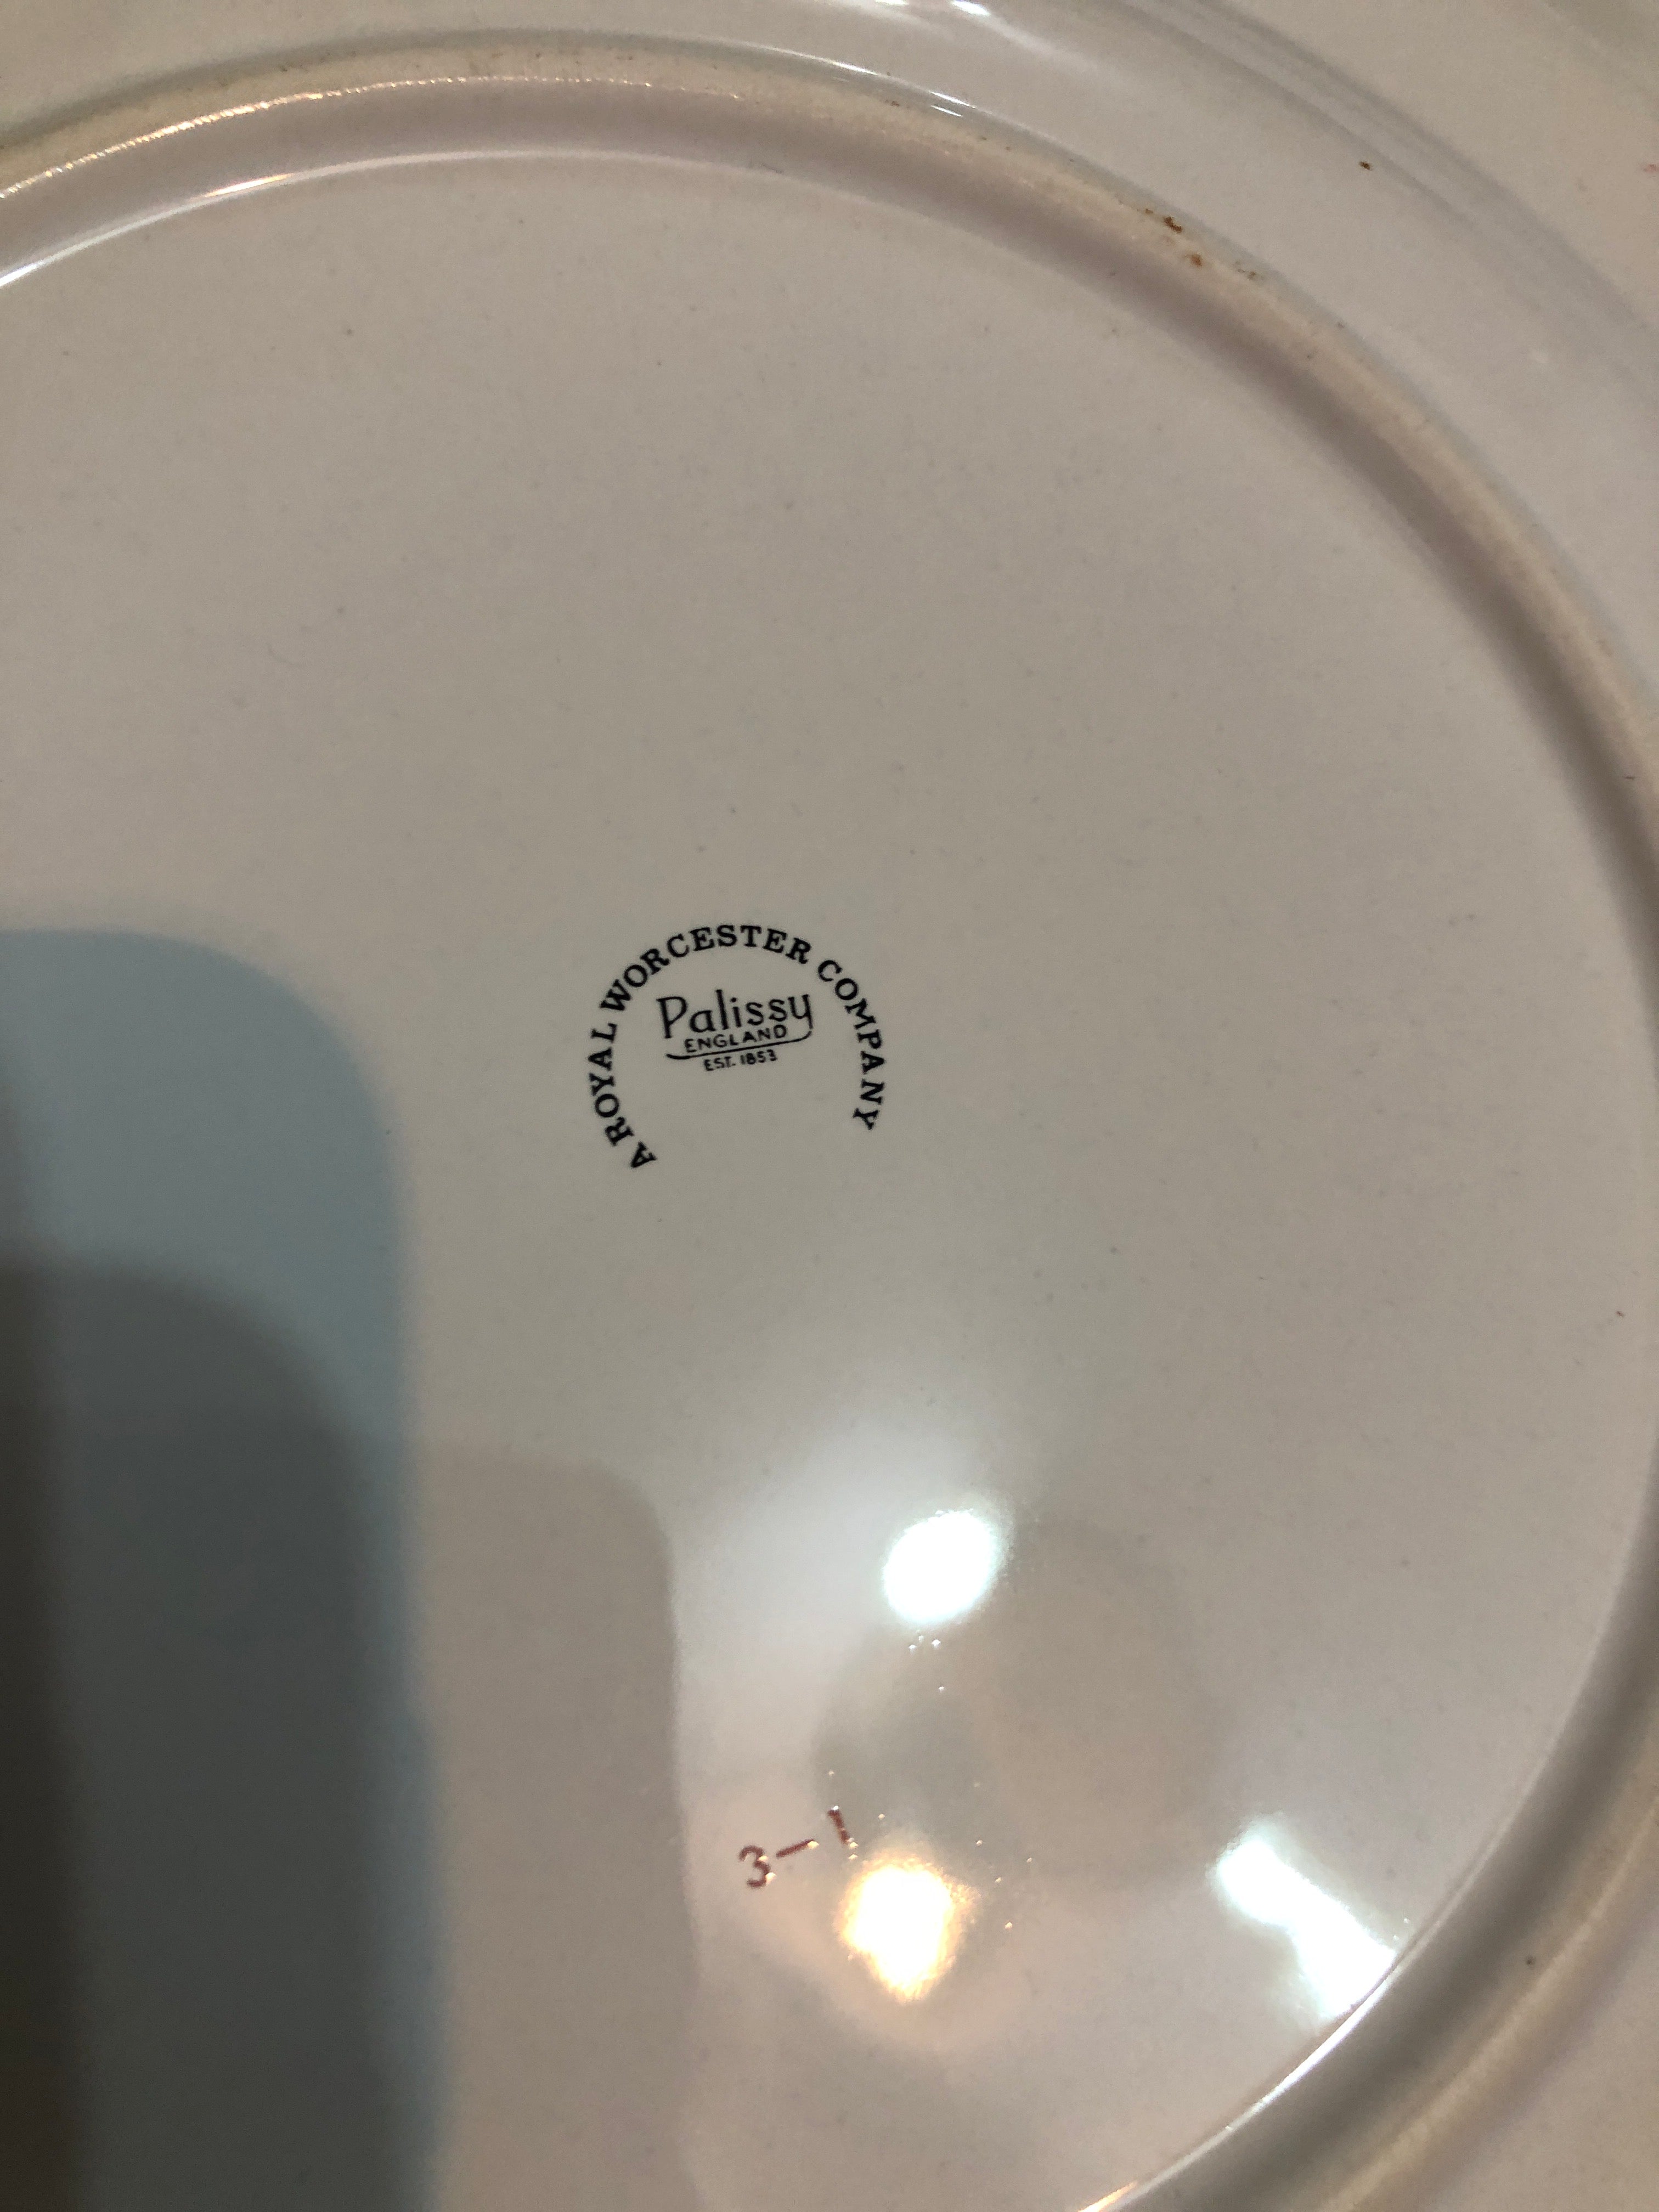 A ROYAL WORCESTER COMPANY
Palissy
ENGLAND
EST. 1853
3-1